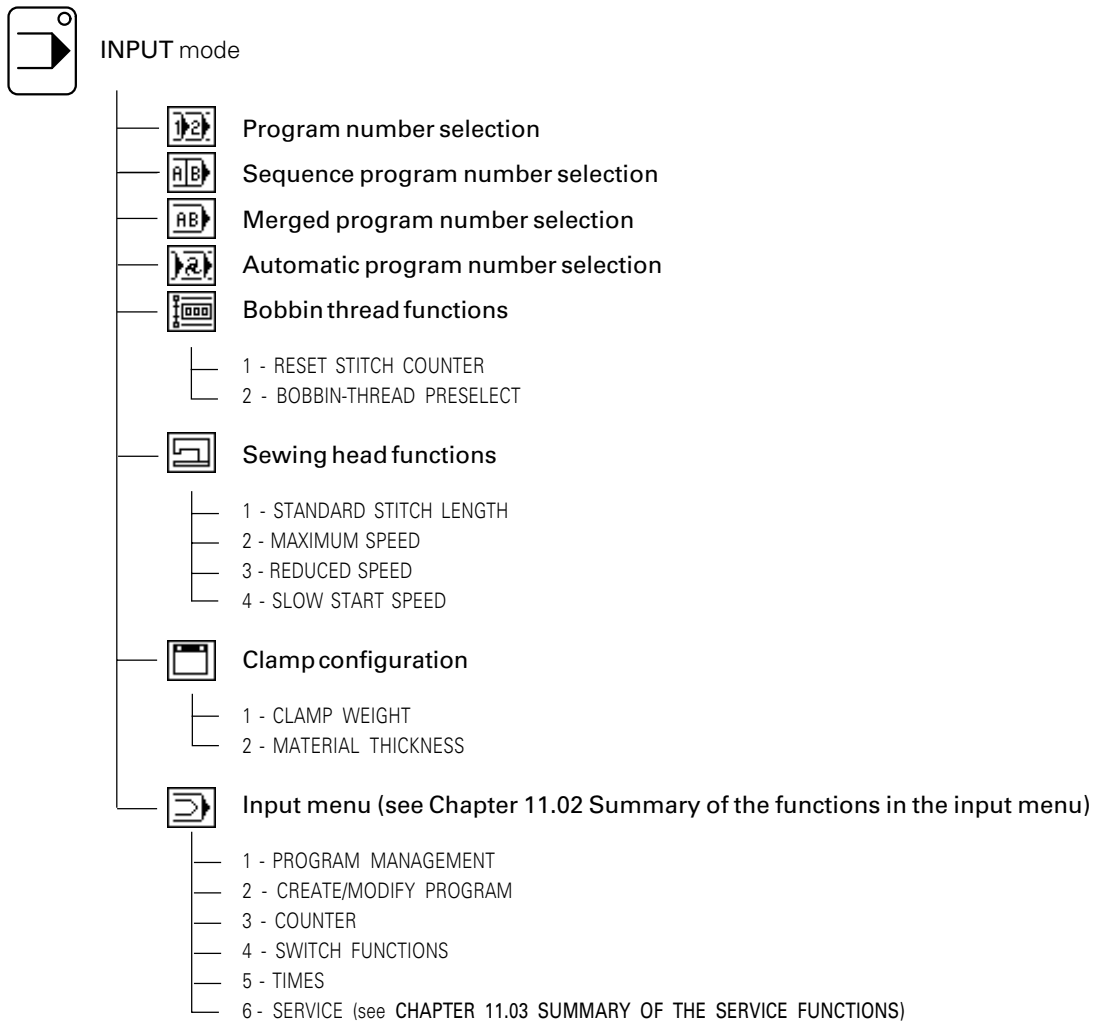 INPUT mode
1 2
Program number selection
A B
Sequence program number selection
AB
Merged program number selection
a
Automatic program number selection
Bobbin thread functions
1 - RESET STITCH COUNTER
2 - BOBBIN-THREAD PRESELECT
Sewing head functions
1 - STANDARD STITCH LENGTH
2 - MAXIMUM SPEED
3 - REDUCED SPEED
4 - SLOW START SPEED
Clamp configuration
1 - CLAMP WEIGHT
2 - MATERIAL THICKNESS
Input menu (see Chapter 11.02 Summary of the functions in the input menu)
1 - PROGRAM MANAGEMENT
2 - CREATE/MODIFY PROGRAM
3 - COUNTER
4 - SWITCH FUNCTIONS
5 - TIMES
6 - SERVICE (see CHAPTER 11.03 SUMMARY OF THE SERVICE FUNCTIONS)